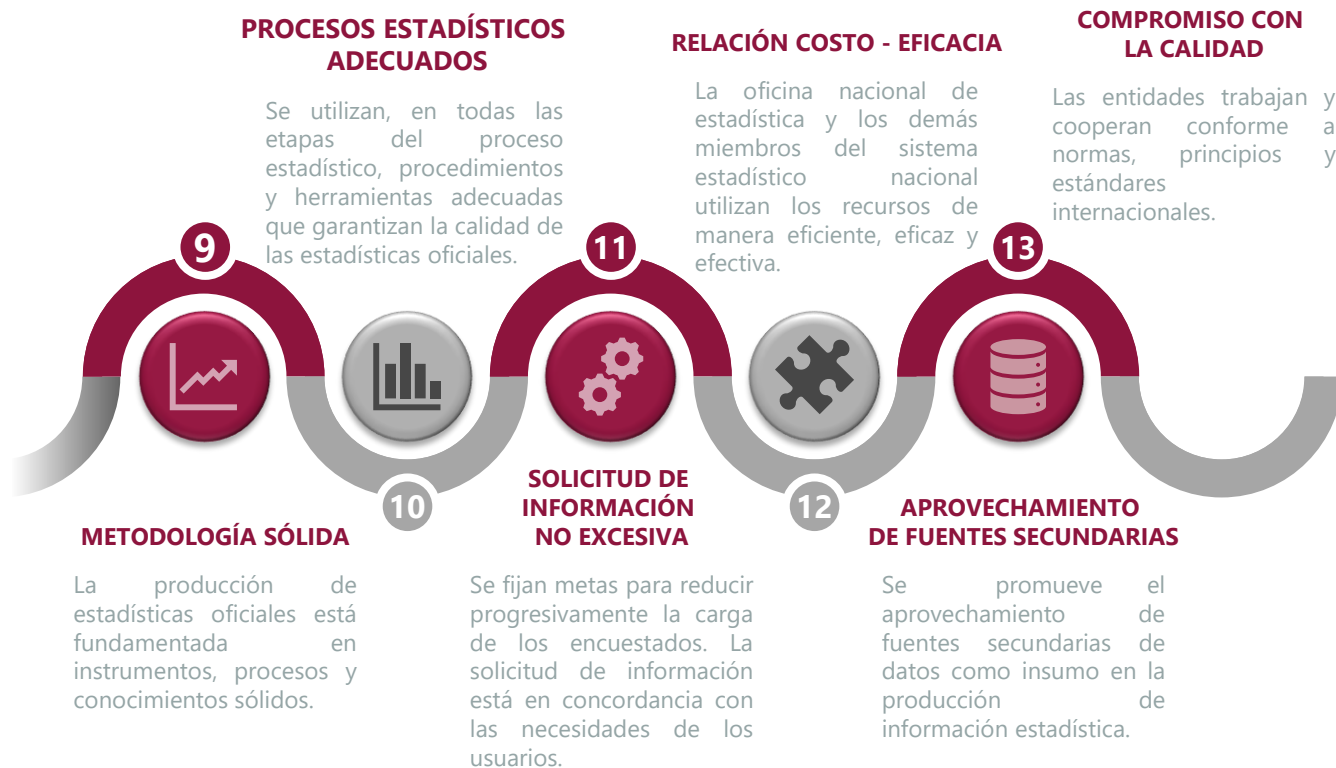 PROCESOS ESTADÍSTICOS
ADECUADOS
Se utilizan, en todas las
etapas del proceso
estadístico, procedimientos
y herramientas adecuadas
que garantizan la calidad de
las estadísticas oficiales.
RELACIÓN COSTO - EFICACIA
La oficina nacional de
estadística y los demás
miembros del sistema
estadístico nacional
utilizan los recursos de
manera eficiente, eficaz y
efectiva.
COMPROMISO CON
LA CALIDAD
Las entidades trabajan y
cooperan conforme a
normas, principios y
estándares
internacionales.
9
11
13
10
12
METODOLOGÍA SÓLIDA
La producción de
estadísticas oficiales está
fundamentada en
instrumentos, procesos y
conocimientos sólidos.
SOLICITUD DE
INFORMACIÓN
NO EXCESIVA
Se fijan metas para reducir
progresivamente la carga
de los encuestados. La
solicitud de información
está en concordancia con
las necesidades de los
usuarios.
APROVECHAMIENTO
DE FUENTES SECUNDARIAS
Se promueve el
aprovechamiento de
fuentes secundarias de
datos como insumo en la
producción de
información estadística.